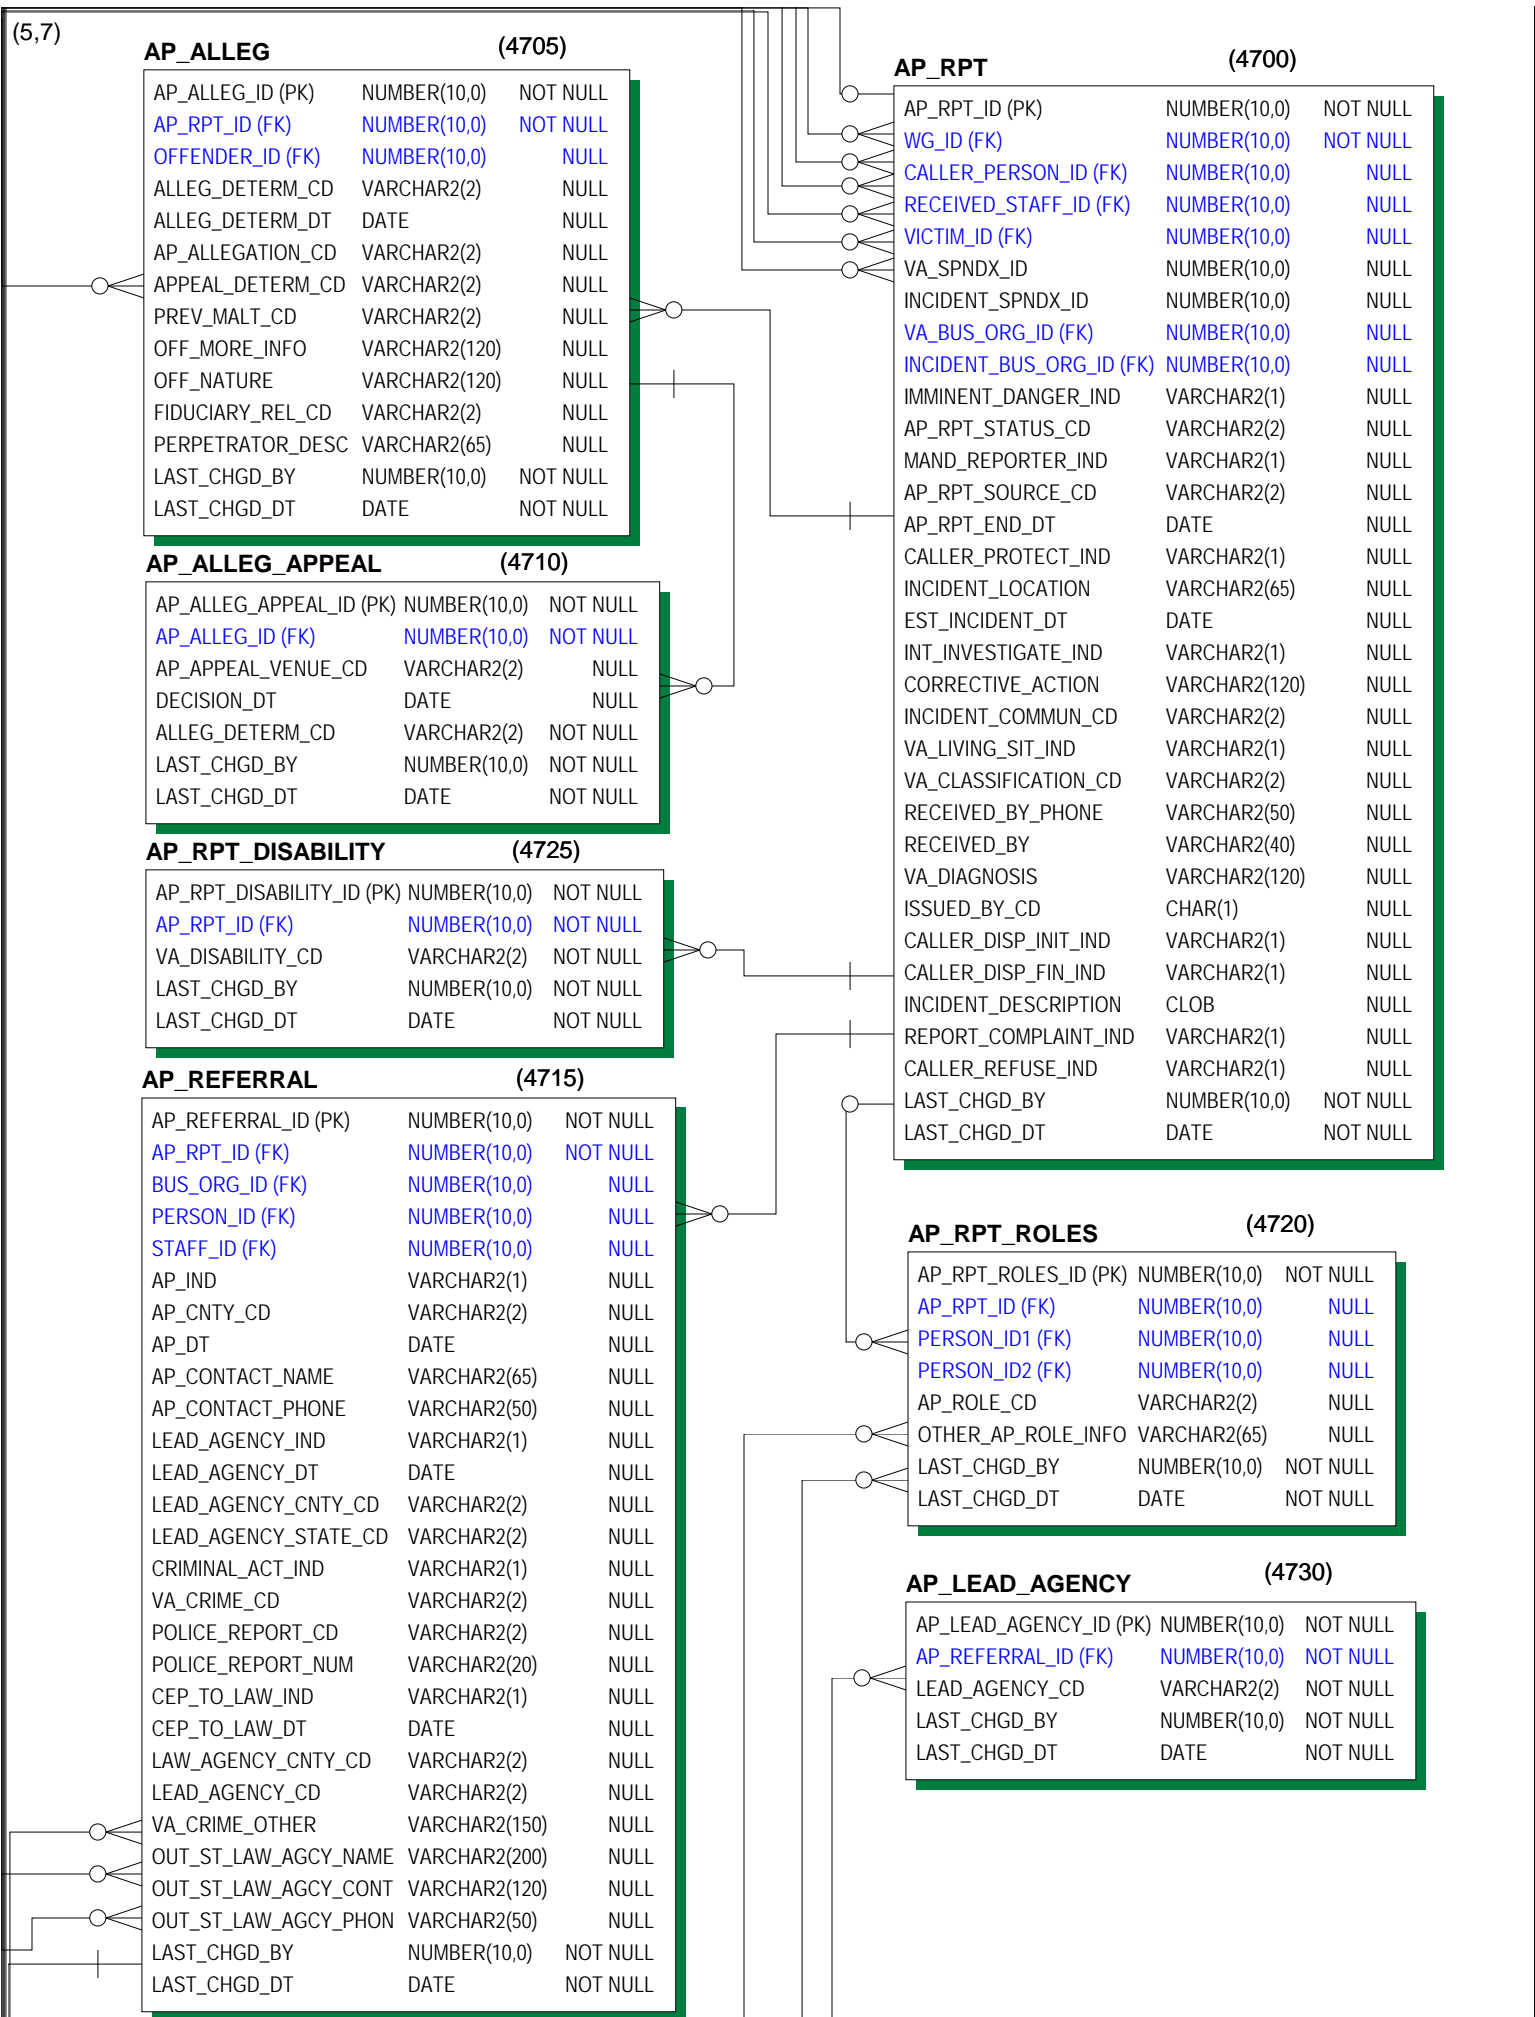 (5,7)
AP_ALLEG (4705)
AP_ALLEG_ID (PK) NUMBER(10,0) NOT NULL
AP_RPT_ID (FK) NUMBER(10,0) NOT NULL
OFFENDER_ID (FK) NUMBER(10,0) NULL
ALLEG_DETERM_CD VARCHAR2(2) NULL
ALLEG_DETERM_DT DATE NULL
AP_ALLEGATION_CD VARCHAR2(2) NULL
APPEAL_DETERM_CD VARCHAR2(2) NULL
PREV_MALT_CD VARCHAR2(2) NULL
OFF_MORE_INFO VARCHAR2(120) NULL
OFF_NATURE VARCHAR2(120) NULL
FIDUCIARY_REL_CD VARCHAR2(2) NULL
PERPETRATOR_DESC VARCHAR2(65) NULL
LAST_CHGD_BY NUMBER(10,0) NOT NULL
LAST_CHGD_DT DATE NOT NULL
AP_ALLEG_APPEAL (4710)
AP_ALLEG_APPEAL_ID (PK) NUMBER(10,0) NOT NULL
AP_ALLEG_ID (FK) NUMBER(10,0) NOT NULL
AP_APPEAL_VENUE_CD VARCHAR2(2) NULL
DECISION_DT DATE NULL
ALLEG_DETERM_CD VARCHAR2(2) NOT NULL
LAST_CHGD_BY NUMBER(10,0) NOT NULL
LAST_CHGD_DT DATE NOT NULL
AP_RPT_DISABILITY (4725)
AP_RPT_DISABILITY_ID (PK) NUMBER(10,0) NOT NULL
AP_RPT_ID (FK) NUMBER(10,0) NOT NULL
VA_DISABILITY_CD VARCHAR2(2) NOT NULL
LAST_CHGD_BY NUMBER(10,0) NOT NULL
LAST_CHGD_DT DATE NOT NULL
AP_REFERRAL (4715)
AP_REFERRAL_ID (PK) NUMBER(10,0) NOT NULL
AP_RPT_ID (FK) NUMBER(10,0) NOT NULL
BUS_ORG_ID (FK) NUMBER(10,0) NULL
PERSON_ID (FK) NUMBER(10,0) NULL
STAFF_ID (FK) NUMBER(10,0) NULL
AP_IND VARCHAR2(1) NULL
AP_CNTY_CD VARCHAR2(2) NULL
AP_DT DATE NULL
AP_CONTACT_NAME VARCHAR2(65) NULL
AP_CONTACT_PHONE VARCHAR2(50) NULL
LEAD_AGENCY_IND VARCHAR2(1) NULL
LEAD_AGENCY_DT DATE NULL
LEAD_AGENCY_CNTY_CD VARCHAR2(2) NULL
LEAD_AGENCY_STATE_CD VARCHAR2(2) NULL
CRIMINAL_ACT_IND VARCHAR2(1) NULL
VA_CRIME_CD VARCHAR2(2) NULL
POLICE_REPORT_CD VARCHAR2(2) NULL
POLICE_REPORT_NUM VARCHAR2(20) NULL
CEP_TO_LAW_IND VARCHAR2(1) NULL
CEP_TO_LAW_DT DATE NULL
LAW_AGENCY_CNTY_CD VARCHAR2(2) NULL
LEAD_AGENCY_CD VARCHAR2(2) NULL
VA_CRIME_OTHER VARCHAR2(150) NULL
OUT_ST_LAW_AGCY_NAME VARCHAR2(200) NULL
OUT_ST_LAW_AGCY_CONT VARCHAR2(120) NULL
OUT_ST_LAW_AGCY_PHON VARCHAR2(50) NULL
LAST_CHGD_BY NUMBER(10,0) NOT NULL
LAST_CHGD_DT DATE NOT NULL
AP_RPT (4700)
AP_RPT_ID (PK) NUMBER(10,0) NOT NULL
WG_ID (FK) NUMBER(10,0) NOT NULL
CALLER_PERSON_ID (FK) NUMBER(10,0) NULL
RECEIVED_STAFF_ID (FK) NUMBER(10,0) NULL
VICTIM_ID (FK) NUMBER(10,0) NULL
VA_SPNDX_ID NUMBER(10,0) NULL
INCIDENT_SPNDX_ID NUMBER(10,0) NULL
VA_BUS_ORG_ID (FK) NUMBER(10,0) NULL
INCIDENT_BUS_ORG_ID (FK) NUMBER(10,0) NULL
IMMINENT_DANGER_IND VARCHAR2(1) NULL
AP_RPT_STATUS_CD VARCHAR2(2) NULL
MAND_REPORTER_IND VARCHAR2(1) NULL
AP_RPT_SOURCE_CD VARCHAR2(2) NULL
AP_RPT_END_DT DATE NULL
CALLER_PROTECT_IND VARCHAR2(1) NULL
INCIDENT_LOCATION VARCHAR2(65) NULL
EST_INCIDENT_DT DATE NULL
INT_INVESTIGATE_IND VARCHAR2(1) NULL
CORRECTIVE_ACTION VARCHAR2(120) NULL
INCIDENT_COMMUN_CD VARCHAR2(2) NULL
VA_LIVING_SIT_IND VARCHAR2(1) NULL
VA_CLASSIFICATION_CD VARCHAR2(2) NULL
RECEIVED_BY_PHONE VARCHAR2(50) NULL
RECEIVED_BY VARCHAR2(40) NULL
VA_DIAGNOSIS VARCHAR2(120) NULL
ISSUED_BY_CD CHAR(1) NULL
CALLER_DISP_INIT_IND VARCHAR2(1) NULL
CALLER_DISP_FIN_IND VARCHAR2(1) NULL
INCIDENT_DESCRIPTION CLOB NULL
REPORT_COMPLAINT_IND VARCHAR2(1) NULL
CALLER_REFUSE_IND VARCHAR2(1) NULL
LAST_CHGD_BY NUMBER(10,0) NOT NULL
LAST_CHGD_DT DATE NOT NULL
AP_RPT_ROLES (4720)
AP_RPT_ROLES_ID (PK) NUMBER(10,0) NOT NULL
AP_RPT_ID (FK) NUMBER(10,0) NULL
PERSON_ID1 (FK) NUMBER(10,0) NULL
PERSON_ID2 (FK) NUMBER(10,0) NULL
AP_ROLE_CD VARCHAR2(2) NULL
OTHER_AP_ROLE_INFO VARCHAR2(65) NULL
LAST_CHGD_BY NUMBER(10,0) NOT NULL
LAST_CHGD_DT DATE NOT NULL
AP_LEAD_AGENCY (4730)
AP_LEAD_AGENCY_ID (PK) NUMBER(10,0) NOT NULL
AP_REFERRAL_ID (FK) NUMBER(10,0) NOT NULL
LEAD_AGENCY_CD VARCHAR2(2) NOT NULL
LAST_CHGD_BY NUMBER(10,0) NOT NULL
LAST_CHGD_DT DATE NOT NULL